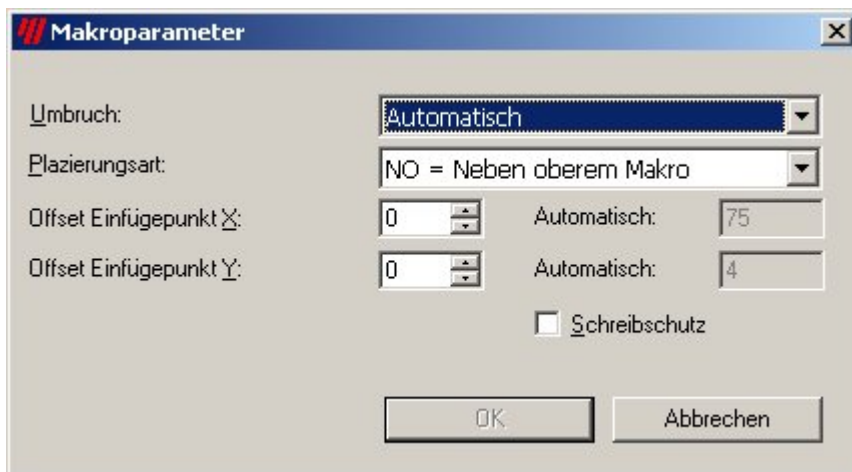 Makroparameter
Umbruch: Automatisch
Plazierungsart: NO = Neben oberem Makro
Offset Einfügepunkt X: 0 Automatisch: 75
Offset Einfügepunkt Y: 0 Automatisch: 4
Schreibschutz
OK Abbrechen